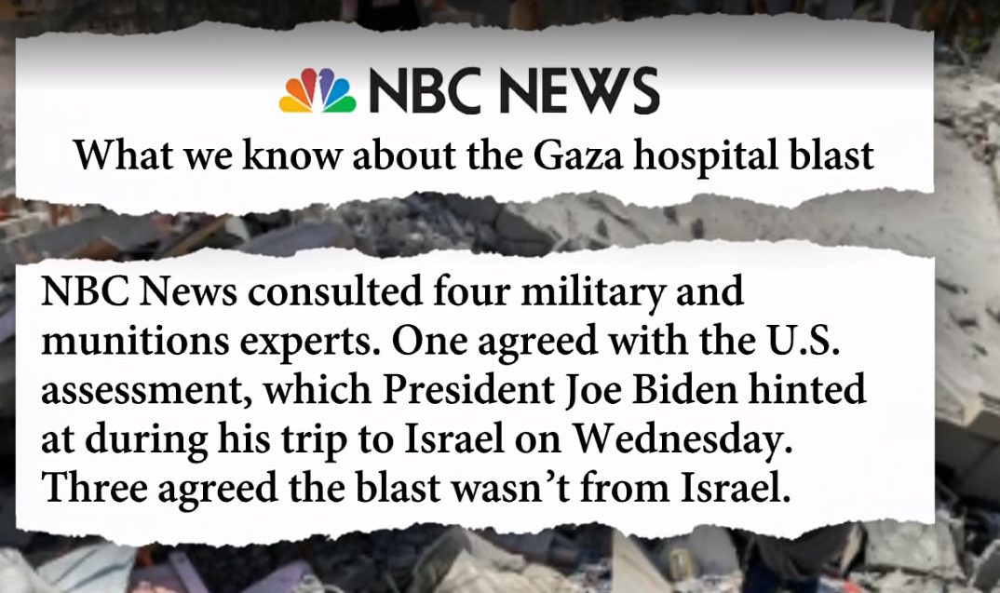 NBC NEWS
What we know about the Gaza hospital blast
NBC News consulted four military and
munitions experts. One agreed with the U.S.
assessment, which President Joe Biden hinted
at during his trip to Israel on Wednesday.
Three agreed the blast wasn't from Israel.